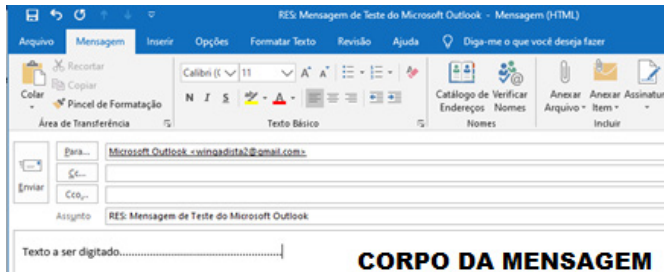 RES: Mensagem de Teste do Microsoft Outlook - Mensagem (HTML)
Arquivo Mensagem Inserir Opções Formatar Texto Revisão Ajuda Diga-me o que você deseja fazer
Colar
Recortar
Copiar
Pincel de Formatação
Área de Transferência
Calibri (C 11
N I S
Texto Básico
Catálogo de Endereços
Verificar Nomes
Nomes
Anexar Arquivo
Anexar Item
Assinatur
Incluir
Enviar
Para... Microsoft Outlook <wingadista2@gmail.com>
Cc...
Cco...
Assunto RES: Mensagem de Teste do Microsoft Outlook
Texto a ser digitado....................................................
CORPO DA MENSAGEM